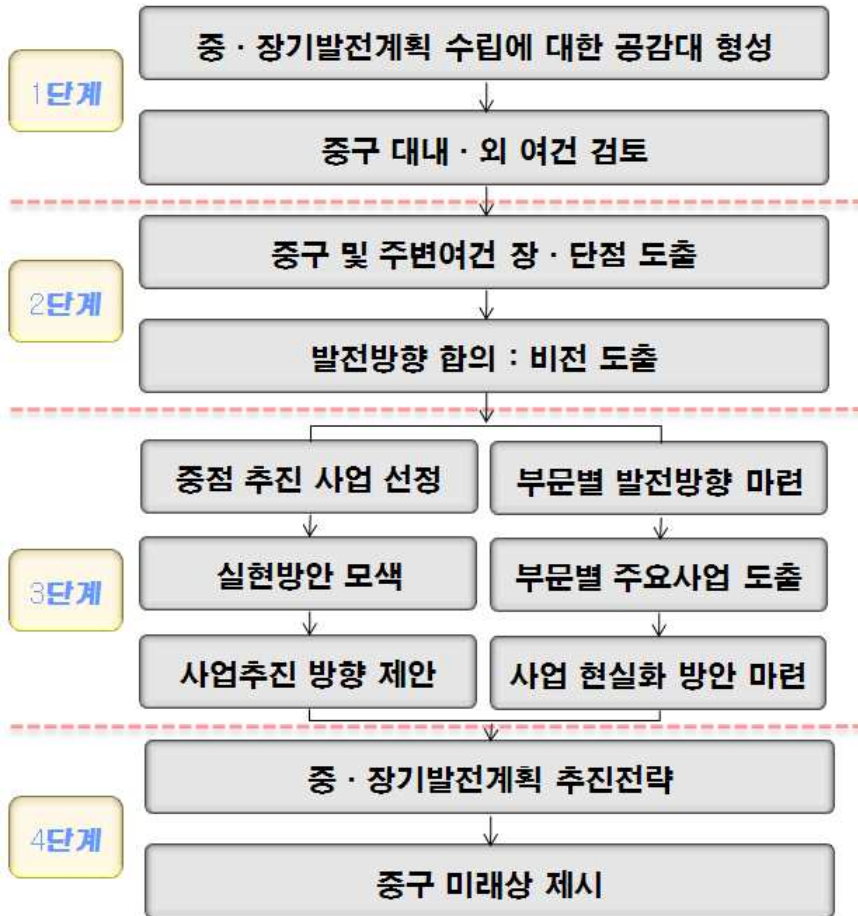 1단계
중 · 장기발전계획 수립에 대한 공감대 형성
중구 대내 · 외 여건 검토
2단계
중구 및 주변여건 장 · 단점 도출
발전방향 합의 : 비전 도출
3단계
중점 추진 사업 선정
부문별 발전방향 마련
실현방안 모색
부문별 주요사업 도출
사업추진 방향 제안
사업 현실화 방안 마련
4단계
중 · 장기발전계획 추진전략
중구 미래상 제시